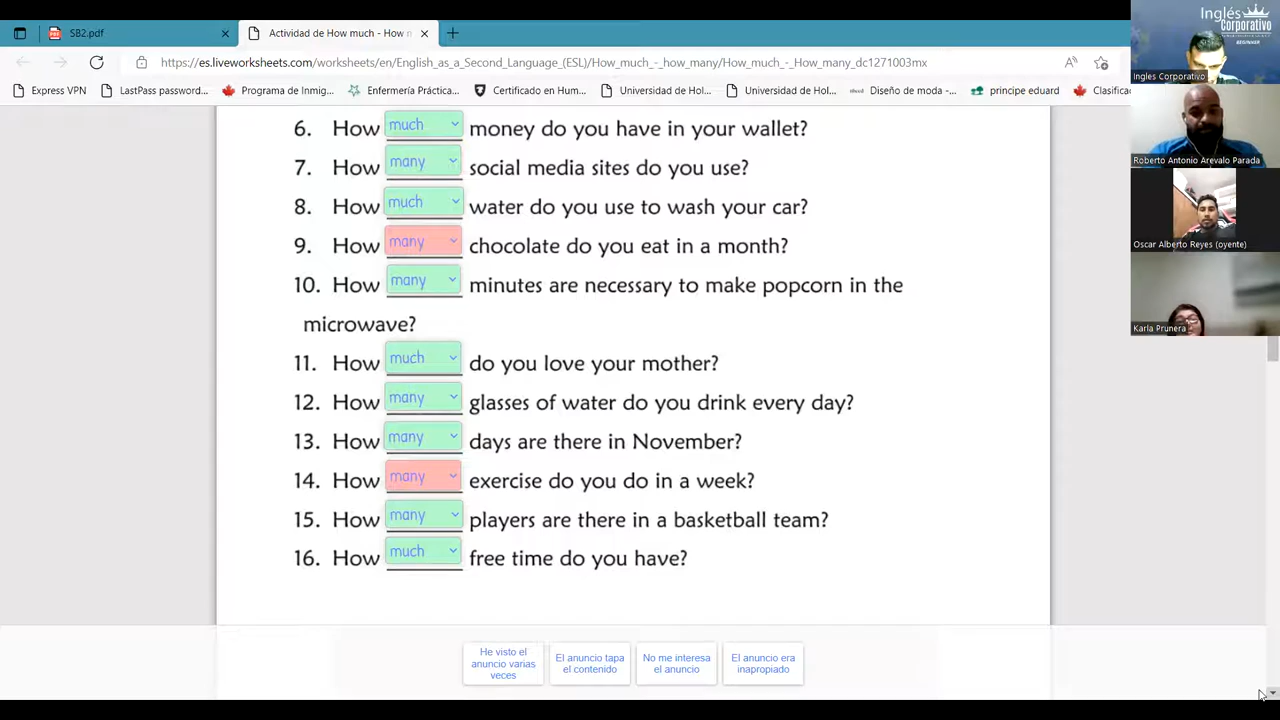 SB2.pdf
Actividad de How much - How n
https://es.liveworksheets.com/worksheets/en/English_as_a_Second_Language_(ESL)/How_much_-_how_many/How_much_-_How_many_dc1271003mx
Express VPN
LastPass password...
Programa de Inmig...
Enfermería Práctica...
Certifcado en Hum...
Universidad de Hol...
Universidad de Hol...
Diseño de moda -...
principe eduard
Clasificad
Inglés
Corporativo
BEGINNER
Ingles Corporativo
Roberto Antonio Arevalo Parada
Oscar Alberto Reyes (oyente)
Karla Prunera
6. How much money do you have in your wallet?
7. How many social media sites do you use?
8. How much water do you use to wash your car?
9. How many chocolate do you eat in a month?
10. How many minutes are necessary to make popcorn in the
microwave?
11. How much do you love your mother?
12. How many glasses of water do you drink every day?
13. How many days are there in November?
14. How many exercise do you do in a week?
15. How many players are there in a basketball team?
16. How much free time do you have?
He visto el
anuncio varias
veces
El anuncio tapa
el contenido
No me interesa
el anuncio
El anuncio era
inapropiado